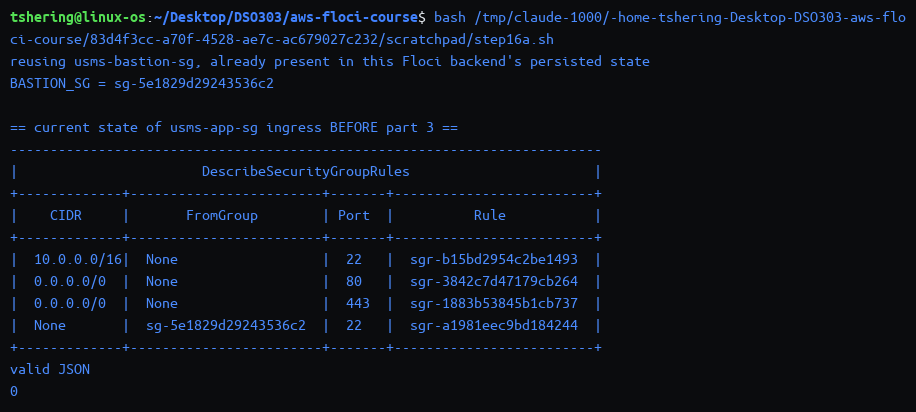 tshering@linux-os:~/Desktop/DSO303/aws-floci-course$ bash /tmp/claude-1000/-home-tshering-Desktop-DSO303-aws-flo
ci-course/83d4f3cc-a70f-4528-ae7c-ac679027c232/scratchpad/step16a.sh
reusing usms-bastion-sg, already present in this Floci backend's persisted state
BASTION_SG = sg-5e1829d29243536c2

== current state of usms-app-sg ingress BEFORE part 3 ==
--------------------------------------------------------------------------
|                       DescribeSecurityGroupRules                       |
+-------------+------------------------+-------+-------------------------+
|    CIDR     |       FromGroup        | Port  |          Rule           |
+-------------+------------------------+-------+-------------------------+
|  10.0.0.0/16|  None                  |  22   |  sgr-b15bd2954c2be1493  |
|  0.0.0.0/0  |  None                  |  80   |  sgr-3842c7d47179cb264  |
|  0.0.0.0/0  |  None                  |  443  |  sgr-1883b53845b1cb737  |
|  None       |  sg-5e1829d29243536c2  |  22   |  sgr-a1981eec9bd184244  |
+-------------+------------------------+-------+-------------------------+
valid JSON
0